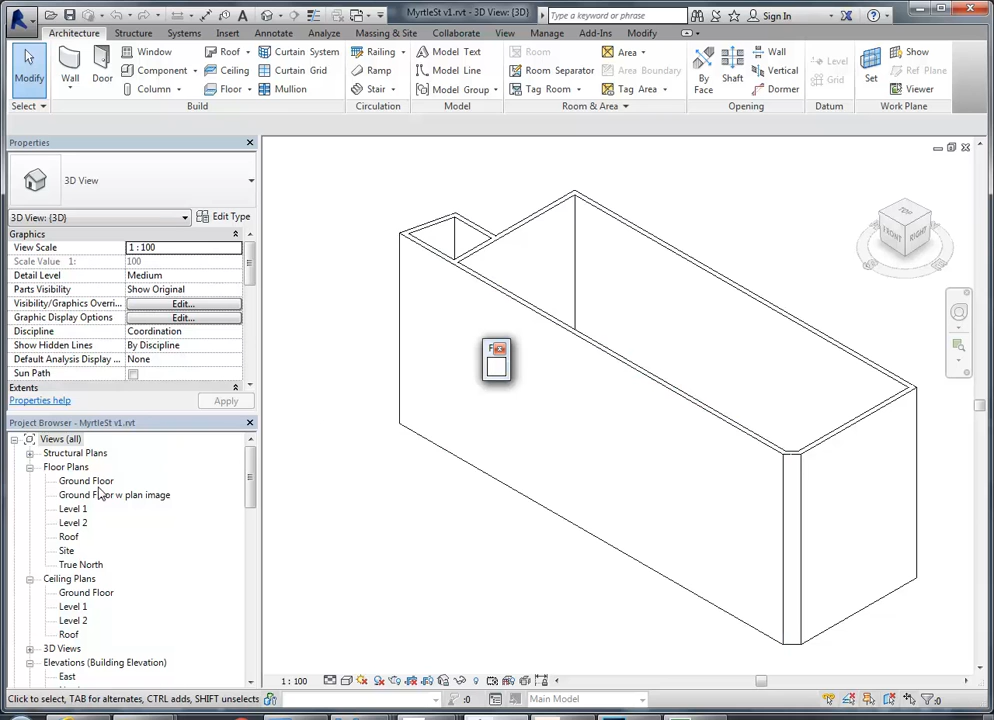 MyrtleSt v1.rvt - 3D View: {3D}
Type a keyword or phrase
Sign In
Architecture Structure Systems Insert Annotate Analyze Massing & Site Collaborate View Manage Add-Ins Modify
Modify
Wall
Door
Window
Component
Column
Roof
Ceiling
Floor
Curtain System
Curtain Grid
Mullion
Railing
Ramp
Stair
Model Text
Model Line
Model Group
Room
Room Separator
Tag Room
Area
Area Boundary
Tag Area
By Face
Shaft
Wall
Vertical
Dormer
Level
Grid
Set
Show
Ref Plane
Viewer
Select Build Circulation Model Room & Area Opening Datum Work Plane
Properties
3D View
3D View: {3D}
Edit Type
Graphics
View Scale 1 : 100
Scale Value 1: 100
Detail Level Medium
Parts Visibility Show Original
Visibility/Graphics Overri... Edit...
Graphic Display Options Edit...
Discipline Coordination
Show Hidden Lines By Discipline
Default Analysis Display ... None
Sun Path
Extents
Properties help
Apply
Project Browser - MyrtleSt v1.rvt
Views (all)
Structural Plans
Floor Plans
Ground Floor
Ground Floor w plan image
Level 1
Level 2
Roof
Site
True North
Ceiling Plans
Ground Floor
Level 1
Level 2
Roof
3D Views
Elevations (Building Elevation)
East
TOP
FRONT
RIGHT
1 : 100
Click to select, TAB for alternates, CTRL adds, SHIFT unselects
:0
Main Model
:0